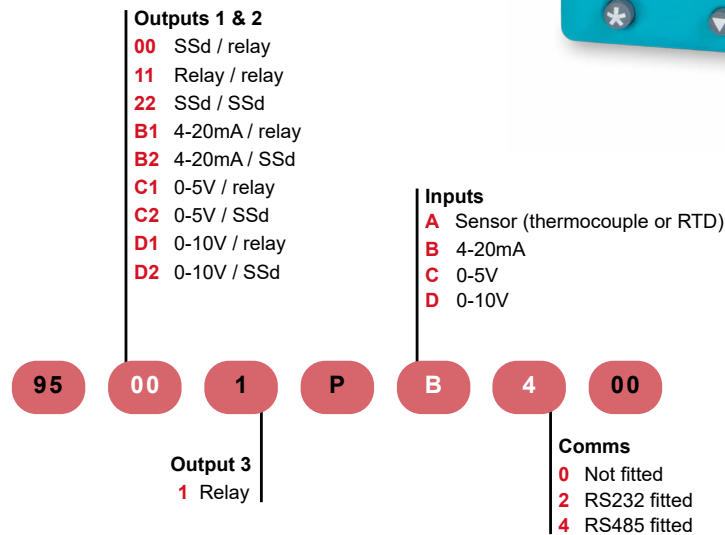 Outputs 1 & 2
00 SSd / relay
11 Relay / relay
22 SSd / SSd
B1 4-20mA / relay
B2 4-20mA / SSd
C1 0-5V / relay
C2 0-5V / SSd
D1 0-10V / relay
D2 0-10V / SSd
Inputs
A Sensor (thermocouple or RTD)
B 4-20mA
C 0-5V
D 0-10V
95 00 1 P B 4 00
Output 3
1 Relay
Comms
0 Not fitted
2 RS232 fitted
4 RS485 fitted